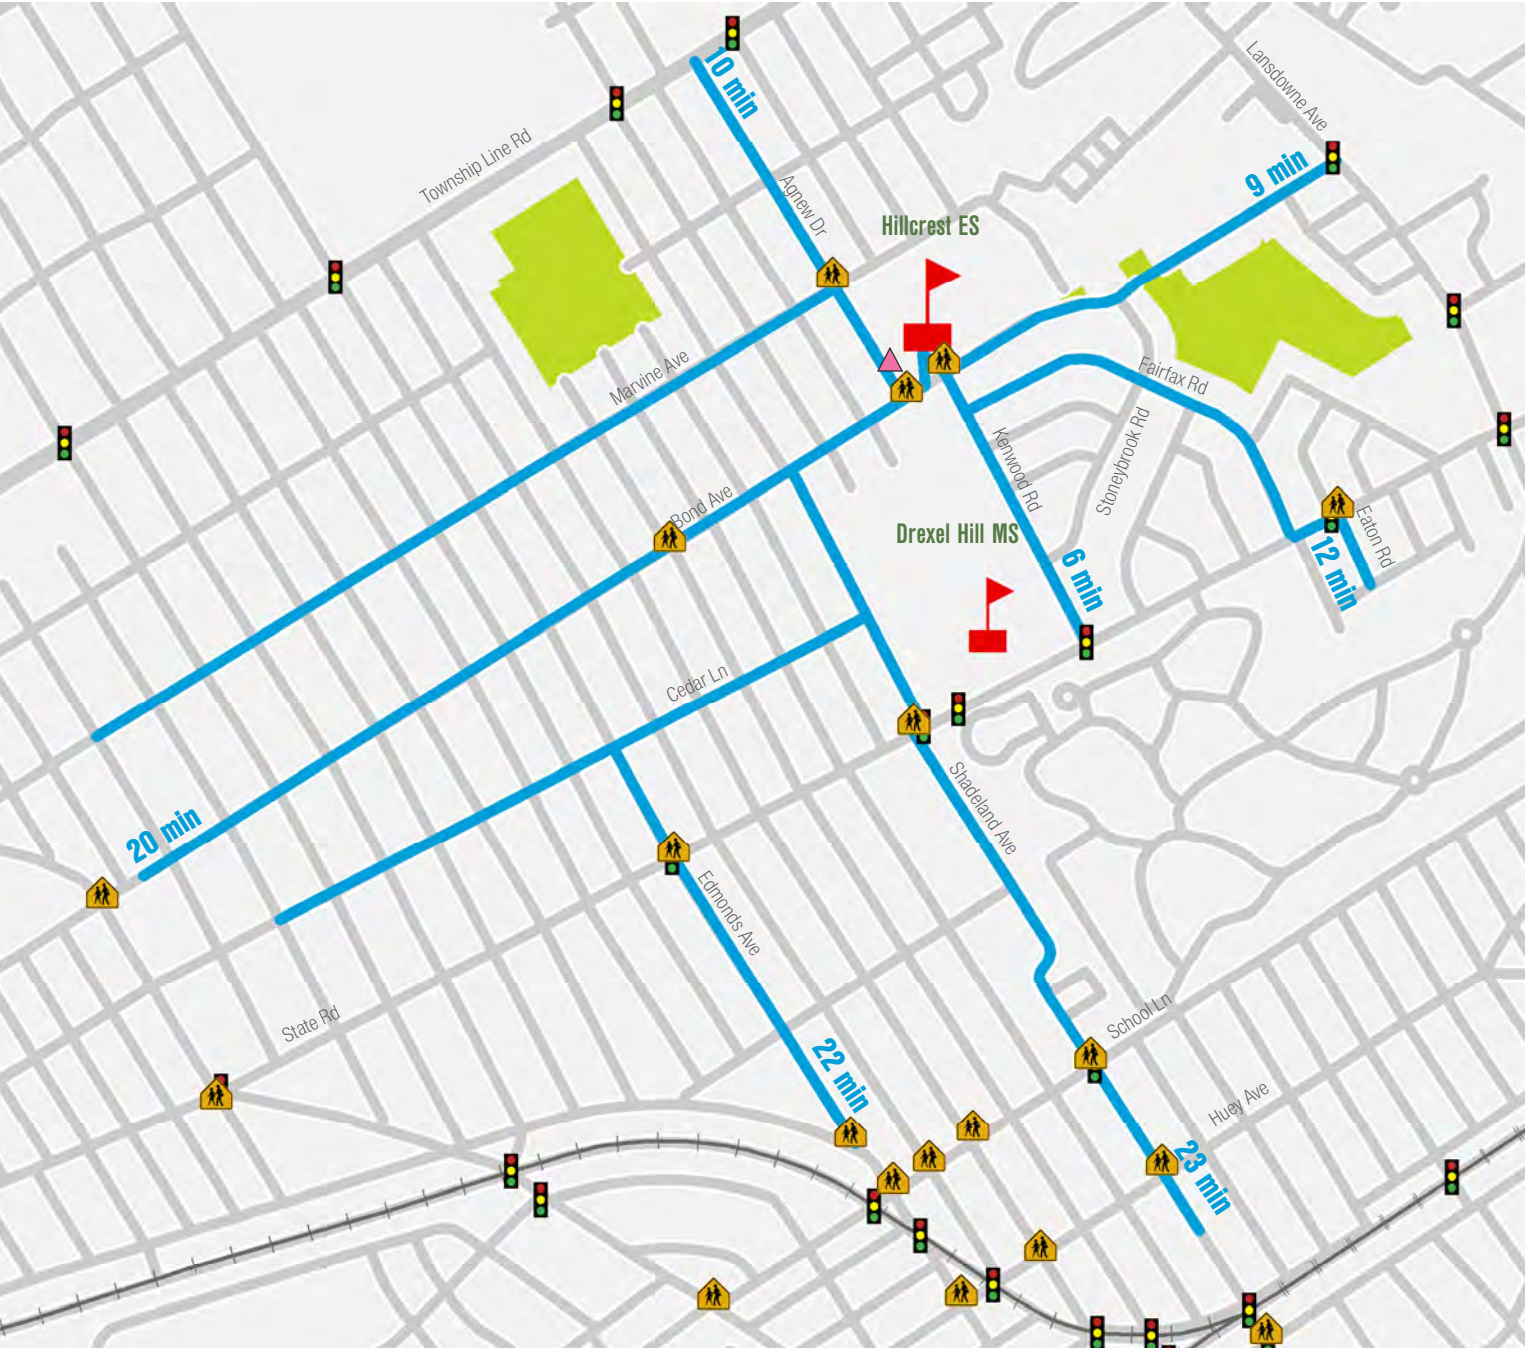 10 min
Lansdowne Ave
Township Line Rd
9 min
Agnew Dr
Hillcrest ES
Marvine Ave
Fairfax Rd
Kenwood Rd
Stoneybrook Rd
Bond Ave
Eaton Rd
Drexel Hill MS
6 min
12 min
Cedar Ln
20 min
Shadeland Ave
Edmonds Ave
State Rd
School Ln
22 min
Huey Ave
23 min